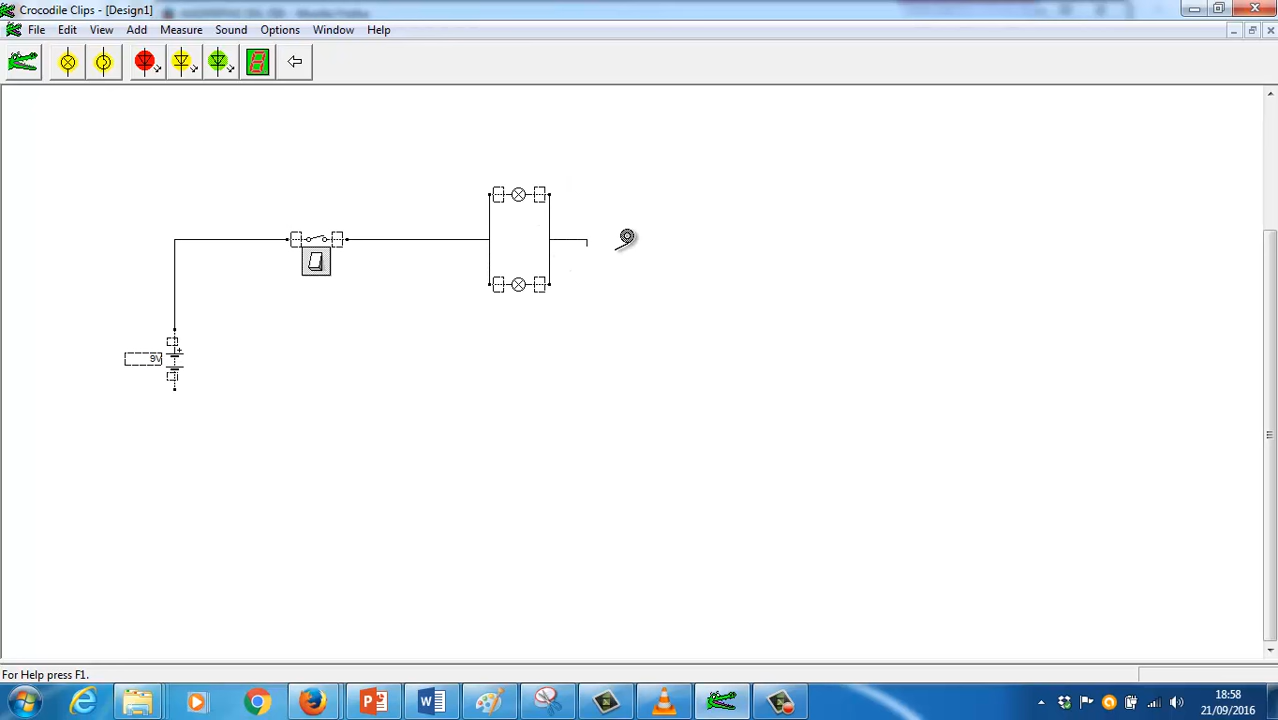 Crocodile Clips - [Design1]
File Edit View Add Measure Sound Options Window Help
9V
For Help press F1.
18:58
21/09/2016